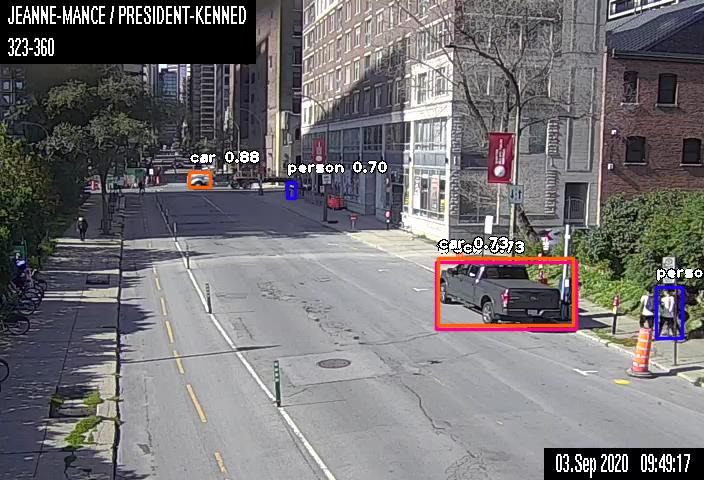 JEANNE-MANCE / PRESIDENT-KENNED
323-360
car 0.88
person 0.70
car 0.73
perso
03.Sep 2020 09:49:17